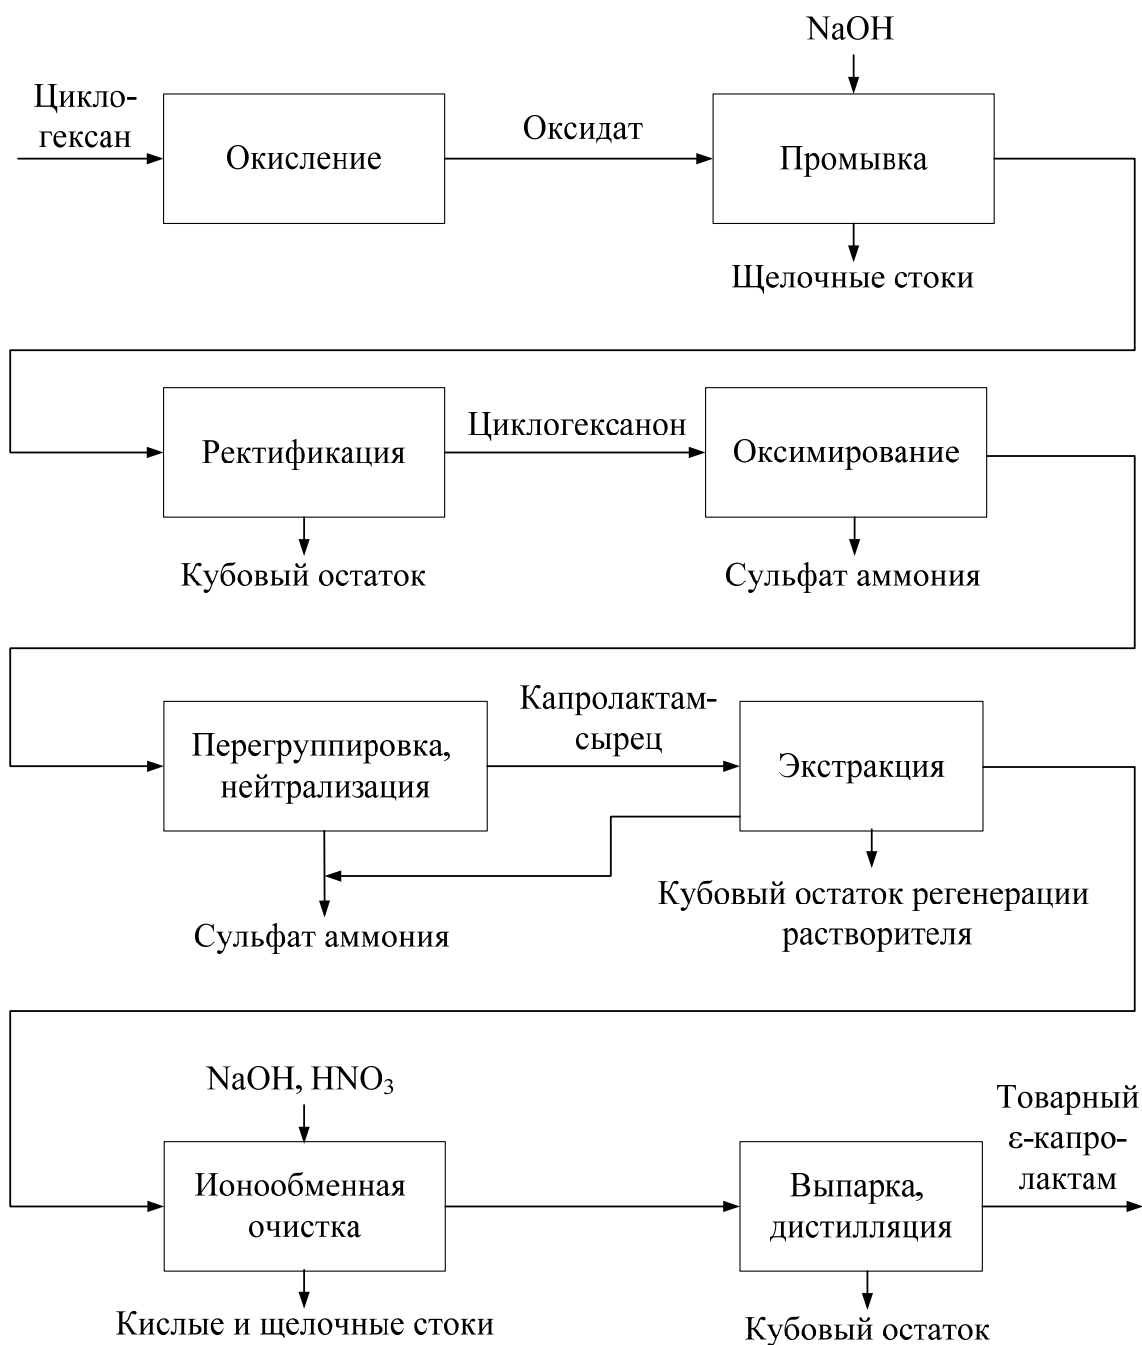 NaOH
Цикло-
гексан
Окисление
Оксидат
Промывка
Щелочные стоки
Ректификация
Циклогексанон
Оксимирование
Кубовый остаток
Сульфат аммония
Перегруппировка,
нейтрализация
Капролактам-
сырец
Экстракция
Сульфат аммония
Кубовый остаток регенерации
растворителя
NaOH, HNO₃
Ионообменная
очистка
Выпарка,
дистилляция
Товарный
ε-капро-
лактам
Кислые и щелочные стоки
Кубовый остаток